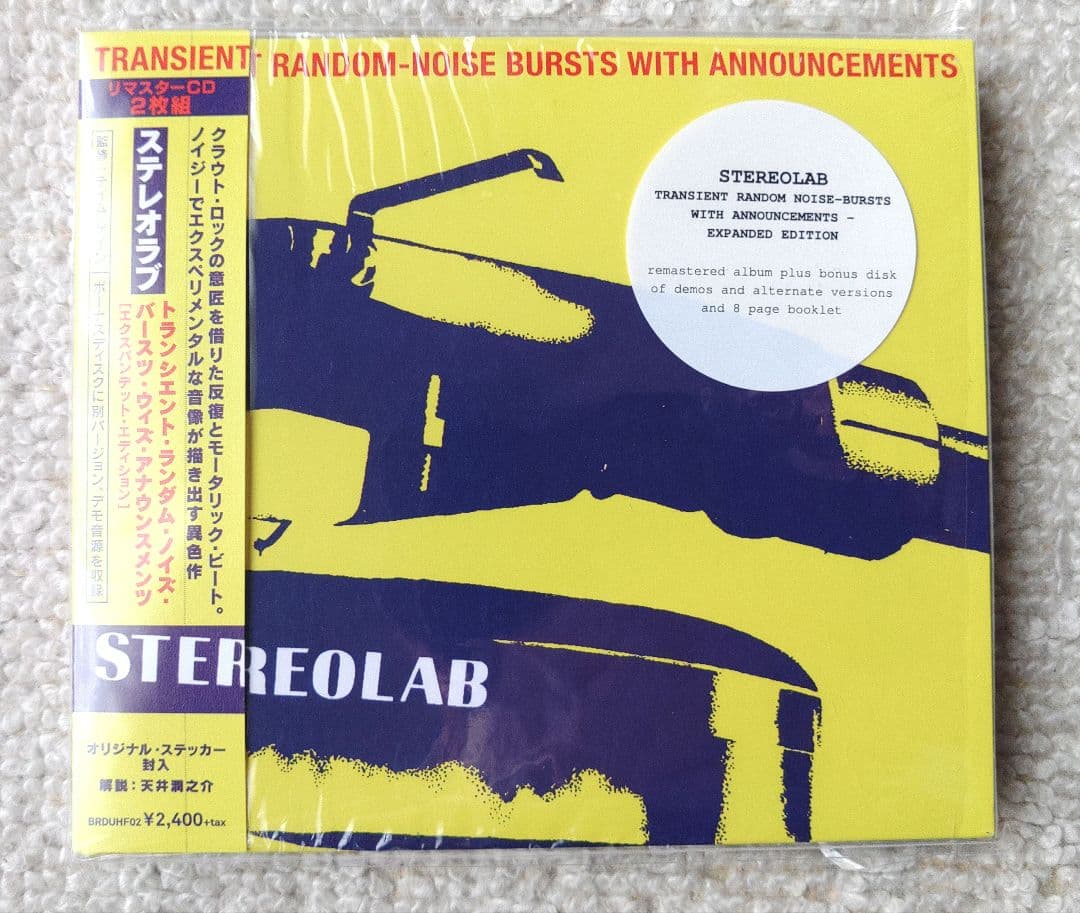 TRANSIENT RANDOM-NOISE BURSTS WITH ANNOUNCEMENTS
リマスターCD
2枚組
クラウト・ロックの意匠を借りた反復とモータリック・ビート。
ノイジーでエクスペリメンタルな音像が描き出す異色作
ステレオラブ
トランシエント・ランダム・ノイズ・
バースツ・ウィズ・アナウンスメンツ
[エクスパンデット・エディション]
ボーナスディスクに別バージョン、デモ音源を収録
STEREOLAB
オリジナル・ステッカー
封入
解説：天井潤之介
BRDUHF02 ¥2,400+tax
STEREOLAB
TRANSIENT RANDOM NOISE-BURSTS
WITH ANNOUNCEMENTS –
EXPANDED EDITION
remastered album plus bonus disk
of demos and alternate versions
and 8 page booklet